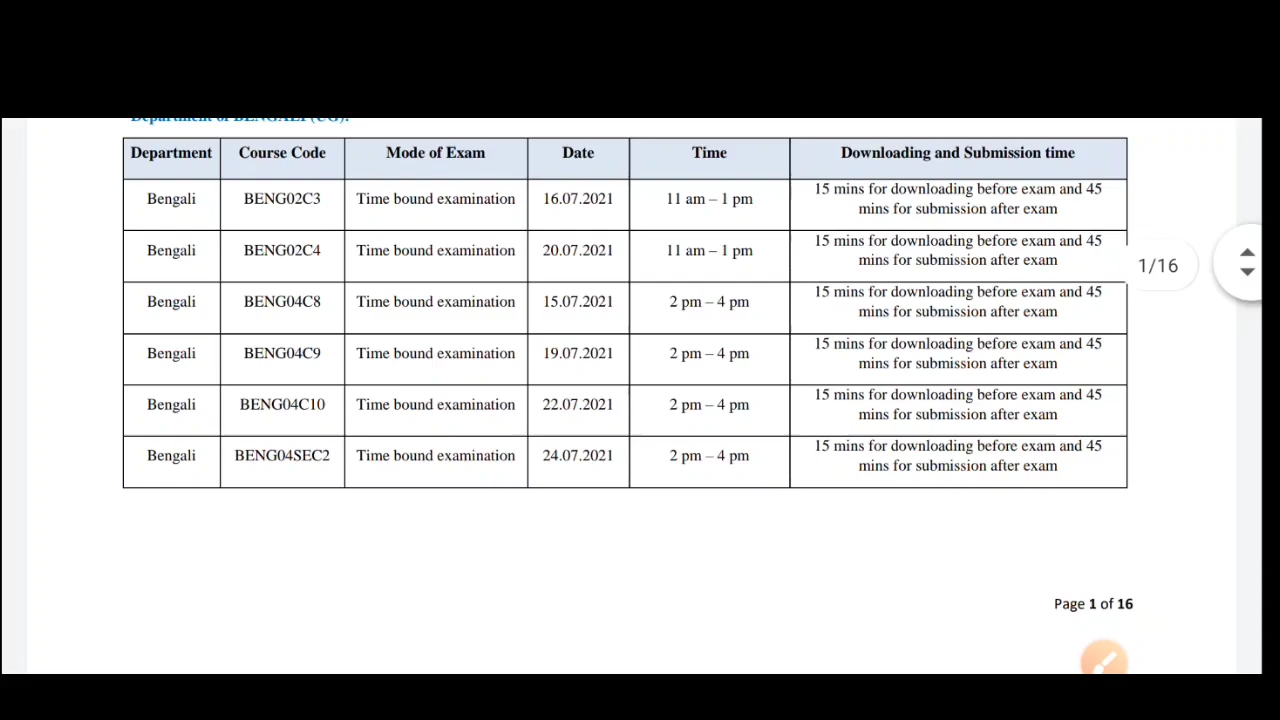 Department of BENGALI (UG):
Department Course Code Mode of Exam Date Time Downloading and Submission time
Bengali BENG02C3 Time bound examination 16.07.2021 11 am – 1 pm 15 mins for downloading before exam and 45
mins for submission after exam
Bengali BENG02C4 Time bound examination 20.07.2021 11 am – 1 pm 15 mins for downloading before exam and 45
mins for submission after exam
1/16
Bengali BENG04C8 Time bound examination 15.07.2021 2 pm – 4 pm 15 mins for downloading before exam and 45
mins for submission after exam
Bengali BENG04C9 Time bound examination 19.07.2021 2 pm – 4 pm 15 mins for downloading before exam and 45
mins for submission after exam
Bengali BENG04C10 Time bound examination 22.07.2021 2 pm – 4 pm 15 mins for downloading before exam and 45
mins for submission after exam
Bengali BENG04SEC2 Time bound examination 24.07.2021 2 pm – 4 pm 15 mins for downloading before exam and 45
mins for submission after exam
Page 1 of 16